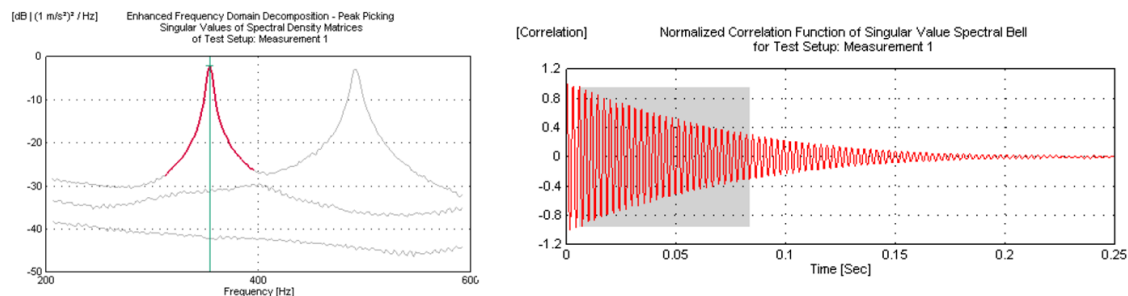 [dB | (1 m/s²)² / Hz]
Enhanced Frequency Domain Decomposition - Peak Picking
Singular Values of Spectral Density Matrices
of Test Setup: Measurement 1
0
-10
-20
-30
-40
-50
200
400
600
Frequency [Hz]
[Correlation]
Normalized Correlation Function of Singular Value Spectral Bell
for Test Setup: Measurement 1
1.2
0.8
0.4
0
-0.4
-0.8
-1.2
0
0.05
0.1
0.15
0.2
0.25
Time [Sec]